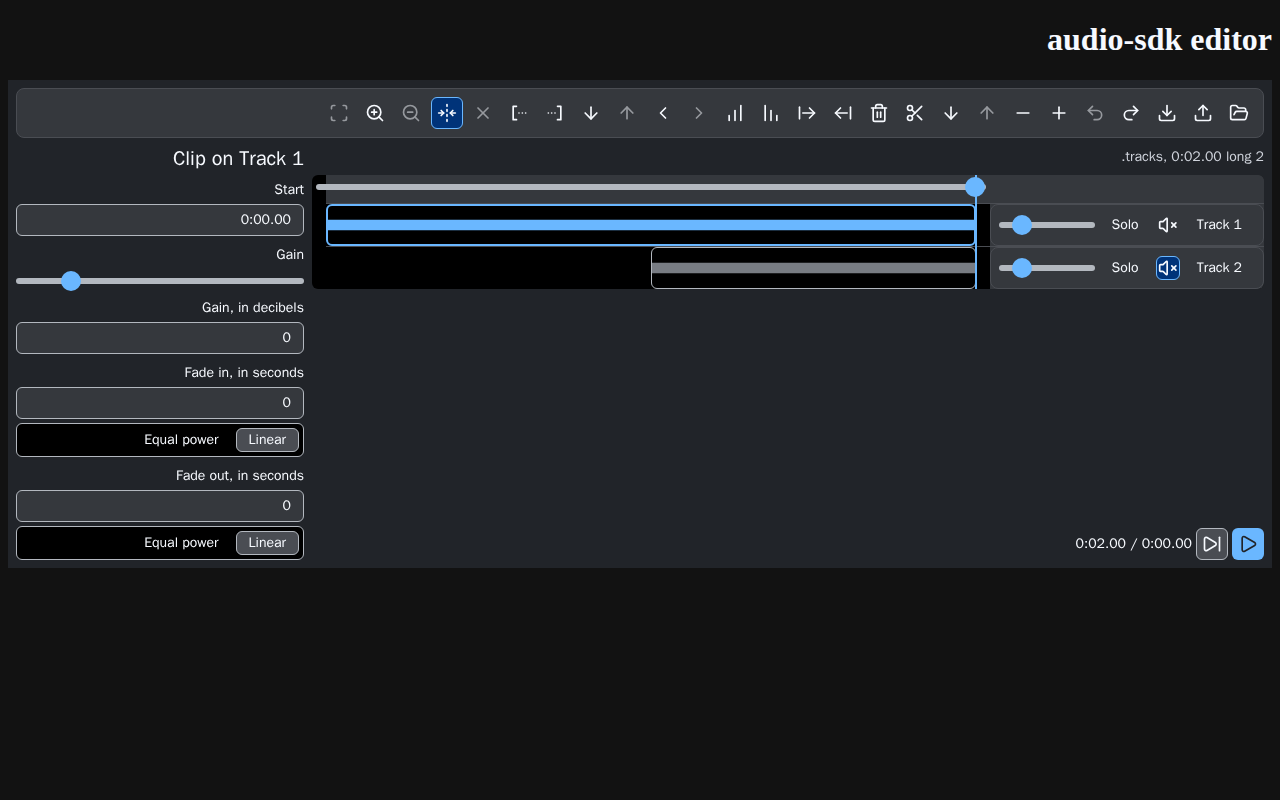 audio-sdk editor
.tracks, 0:02.00 long 2
Clip on Track 1
Start
0:00.00
Gain
Gain, in decibels
0
Fade in, in seconds
0
Equal power Linear
Fade out, in seconds
0
Equal power Linear
Solo Track 1
Solo Track 2
0:02.00 / 0:00.00